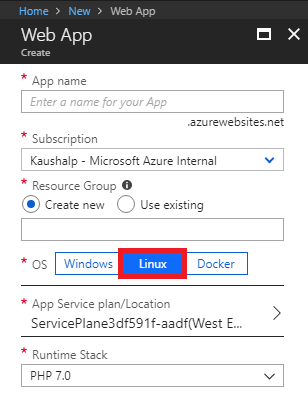 Home > New > Web App
Web App
Create
* App name
Enter a name for your App
.azurewebsites.net
* Subscription
Kaushalp - Microsoft Azure Internal
* Resource Group
Create new Use existing
* OS Windows Linux Docker
* App Service plan/Location
ServicePlane3df591f-aadf(West E...
* Runtime Stack
PHP 7.0